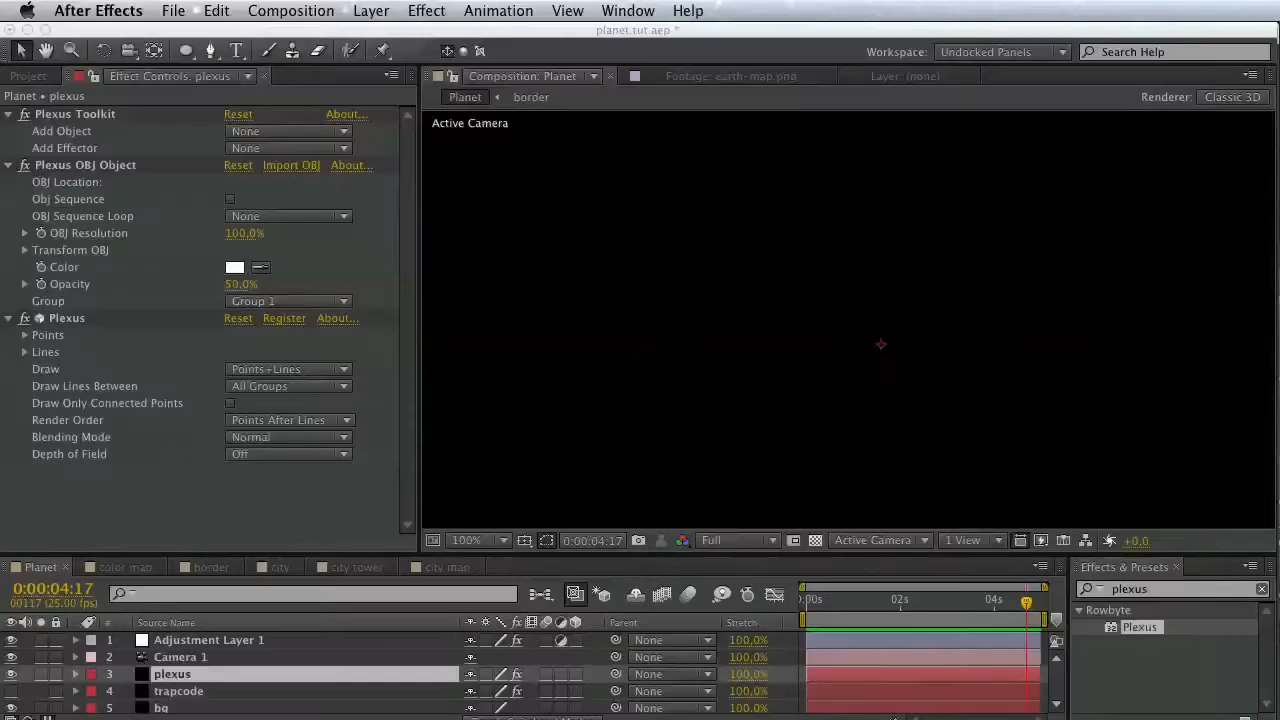 After Effects File Edit Composition Layer Effect Animation View Window Help
planet.tut.aep *
Workspace: Undocked Panels Search Help
Project Effect Controls: plexus Composition: Planet Footage: earth-map.png Layer: (none)
Planet • plexus Planet border Renderer: Classic 3D
Active Camera
Plexus Toolkit Reset About...
Add Object None
Add Effector None
Plexus OBJ Object Reset Import OBJ About...
OBJ Location:
Obj Sequence
OBJ Sequence Loop None
OBJ Resolution 100,0%
Transform OBJ
Color
Opacity 50,0%
Group Group 1
Plexus Reset Register About...
Points
Lines
Draw Points+Lines
Draw Lines Between All Groups
Draw Only Connected Points
Render Order Points After Lines
Blending Mode Normal
Depth of Field Off
100% 0:00:04:17 Full Active Camera 1 View +0,0
Planet color map border city city tower city map Effects & Presets
0:00:04:17
00117 (25.00 fps)
:00s 02s 04s
plexus
# Source Name Parent Stretch
Rowbyte
Plexus
1 Adjustment Layer 1 None 100,0%
2 Camera 1 None 100,0%
3 plexus None 100,0%
4 trapcode None 100,0%
5 bg None 100,0%